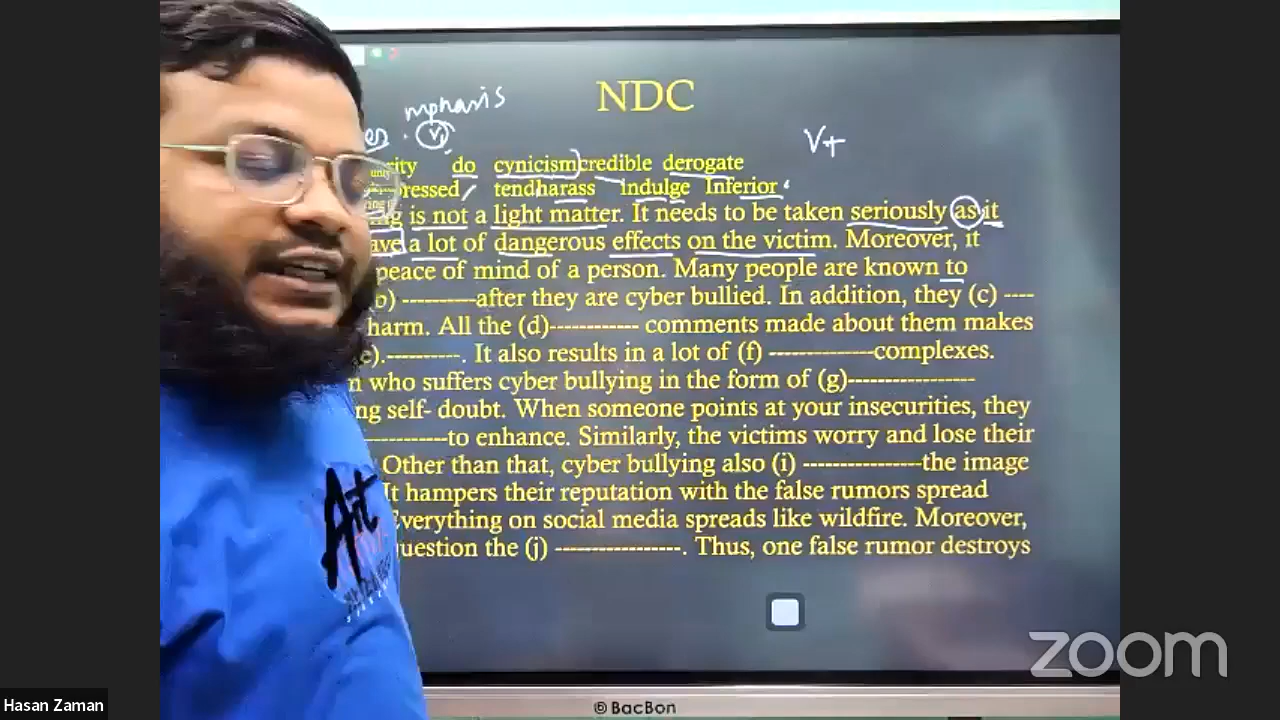 mphasis
NDC
V1
V+
do cynicism credible derogate
pressed tend harass indulge Inferior
is not a light matter. It needs to be taken seriously as it
a lot of dangerous effects on the victim. Moreover, it
peace of mind of a person. Many people are known to
(b) ---------after they are cyber bullied. In addition, they (c) ----
harm. All the (d)------------ comments made about them makes
.----------. It also results in a lot of (f) --------------complexes.
who suffers cyber bullying in the form of (g)-----------------
self- doubt. When someone points at your insecurities, they
-----------to enhance. Similarly, the victims worry and lose their
Other than that, cyber bullying also (i) ----------------the image
It hampers their reputation with the false rumors spread
Everything on social media spreads like wildfire. Moreover,
question the (j) -----------------. Thus, one false rumor destroys
Art
zoom
Hasan Zaman
BacBon